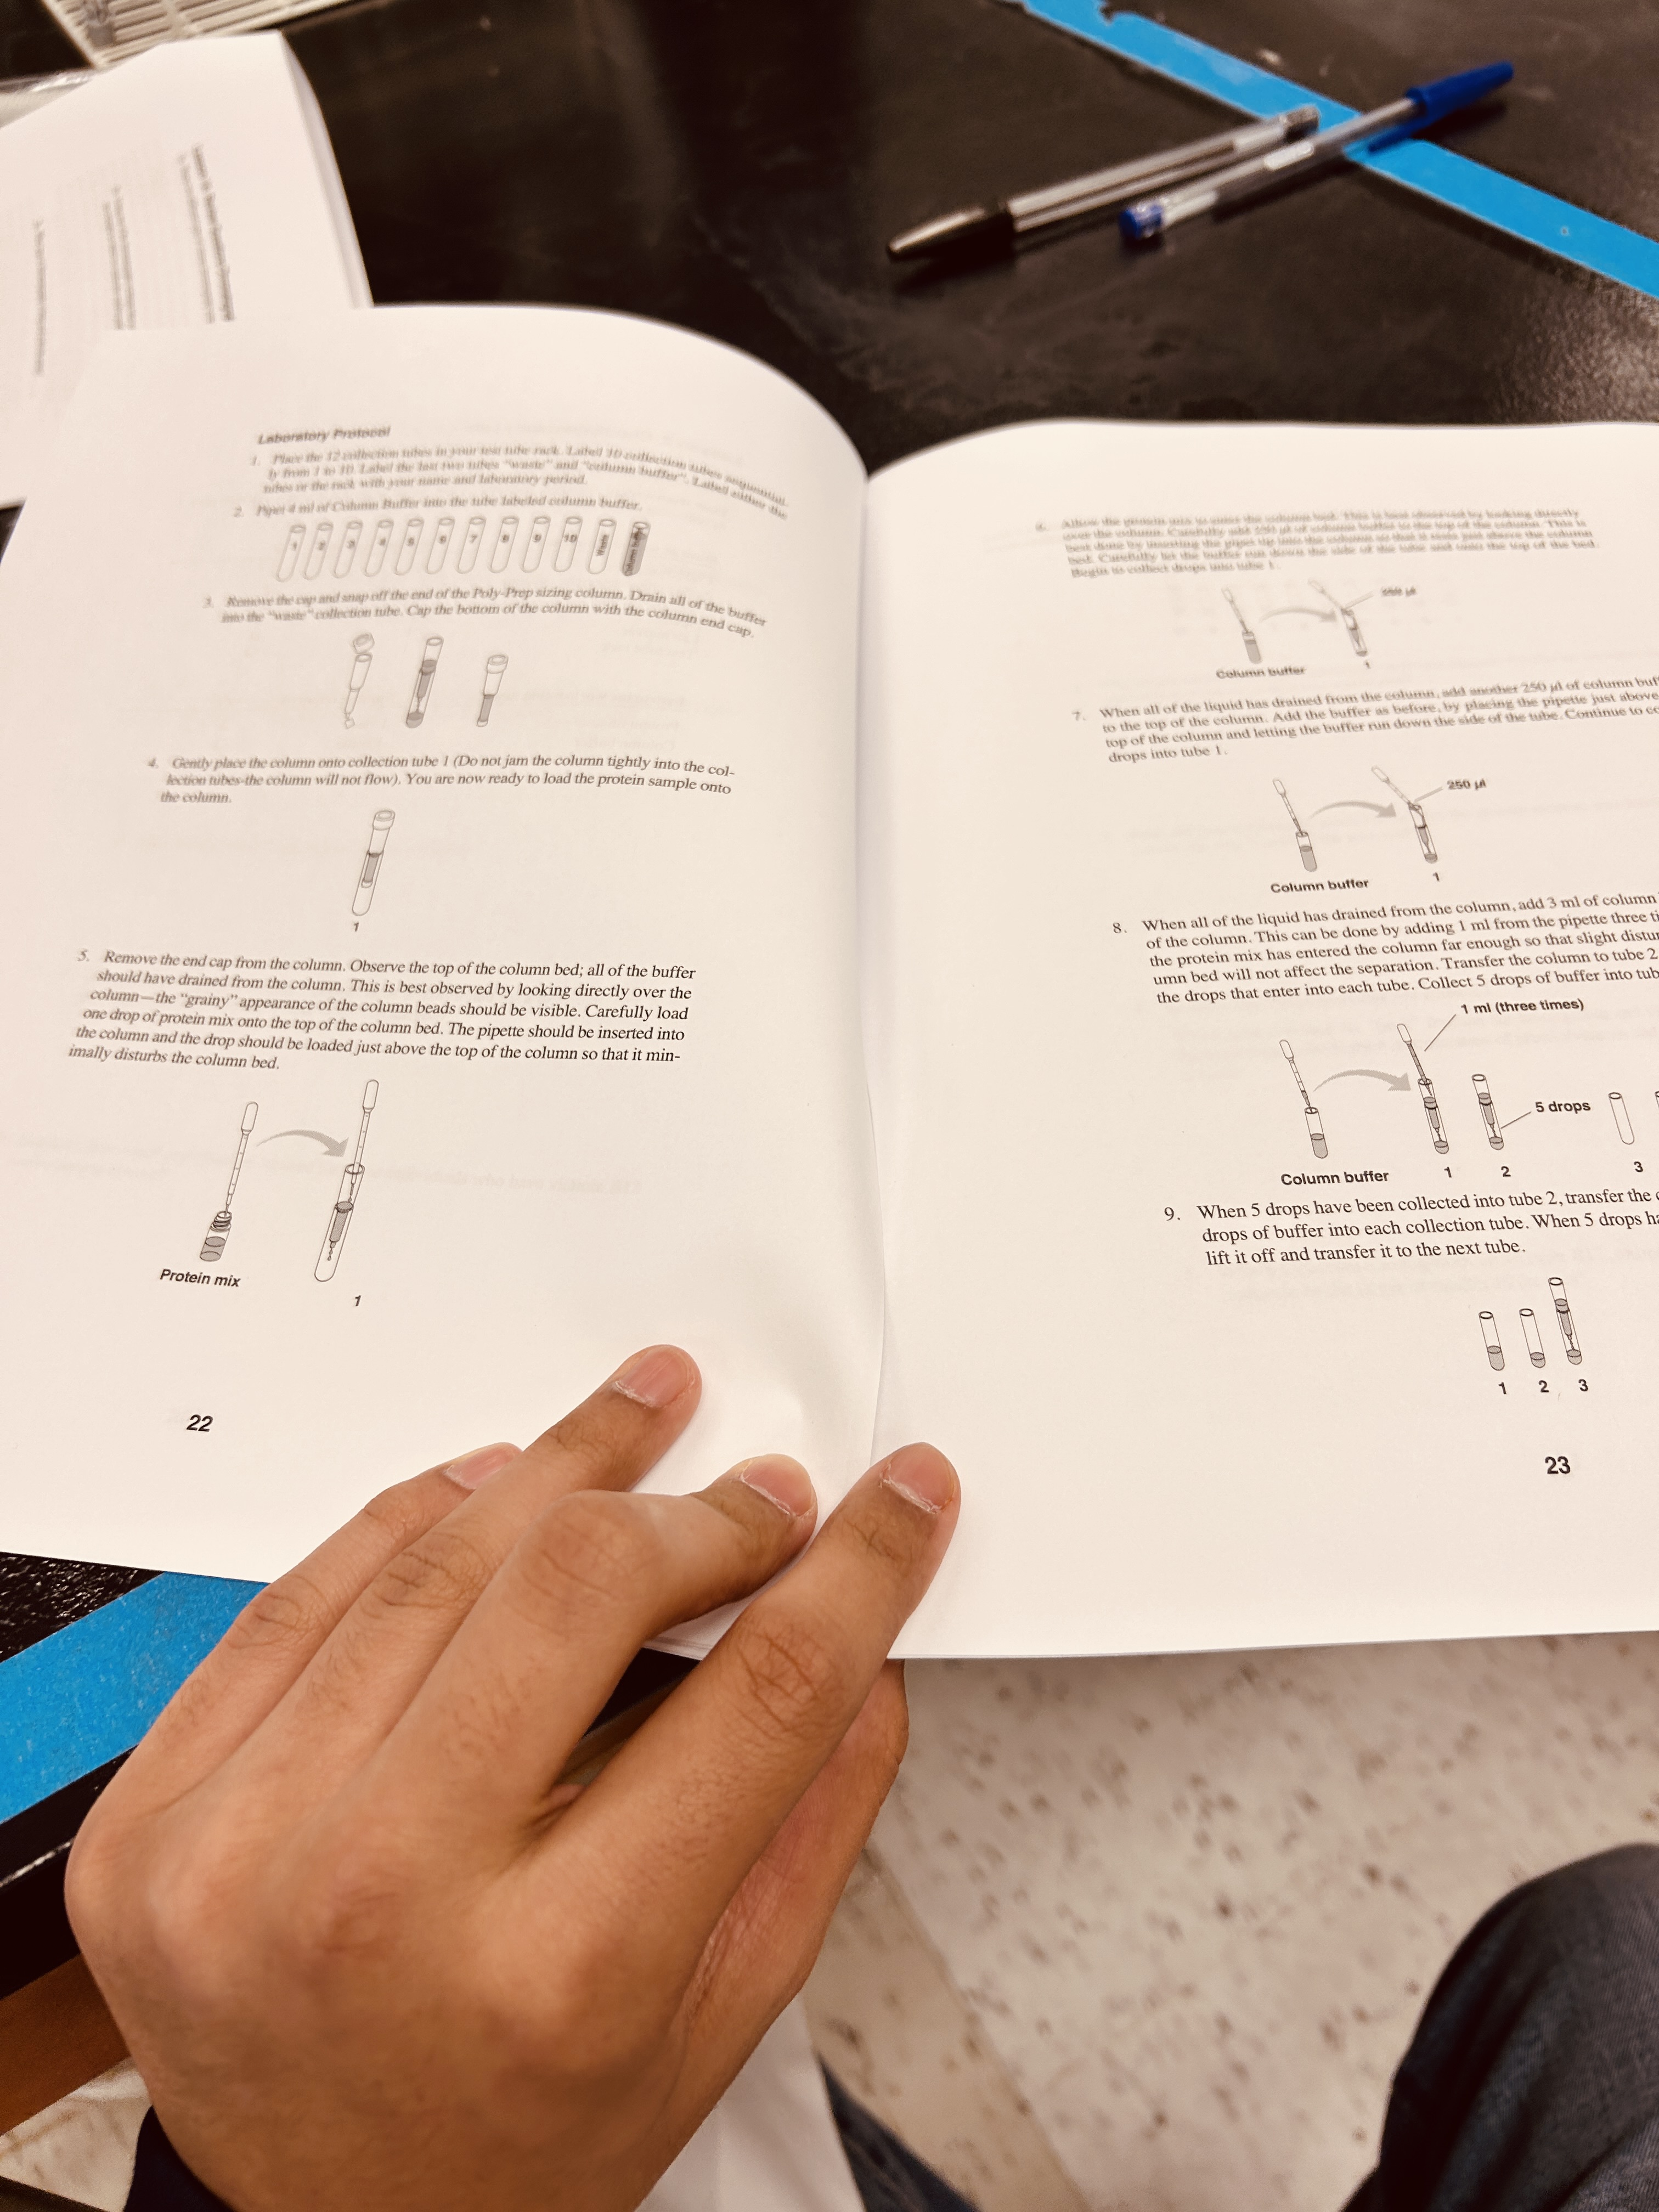 Laboratory Protocol
1. Place the 12 collection tubes in your test tube rack. Label 10 collection tubes sequential-
ly from 1 to 10. Label the last two tubes "waste" and "column buffer". Label either the
tubes or the rack with your name and laboratory period.
2. Pipet 4 ml of Column Buffer into the tube labeled column buffer.
1 2 3 4 5 6 7 8 9 10 Waste
3. Remove the cap and snap off the end of the Poly-Prep sizing column. Drain all of the buffer
into the "waste" collection tube. Cap the bottom of the column with the column end cap.
4. Gently place the column onto collection tube 1 (Do not jam the column tightly into the col-
lection tubes-the column will not flow). You are now ready to load the protein sample onto
the column.
1
5. Remove the end cap from the column. Observe the top of the column bed; all of the buffer
should have drained from the column. This is best observed by looking directly over the
column—the "grainy" appearance of the column beads should be visible. Carefully load
one drop of protein mix onto the top of the column bed. The pipette should be inserted into
the column and the drop should be loaded just above the top of the column so that it min-
imally disturbs the column bed.
Protein mix
1
22
6. Allow the protein mix to enter the column bed. This is best observed by looking directly
over the column. Carefully add 250 µl of column buffer to the top of the column. This is
best done by inserting the pipet tip into the column so that it rests just above the column
bed. Carefully let the buffer run down the side of the tube and onto the top of the bed.
Begin to collect drops into tube 1.
250 µl
Column buffer
1
7. When all of the liquid has drained from the column, add another 250 µl of column buf
to the top of the column. Add the buffer as before, by placing the pipette just above
top of the column and letting the buffer run down the side of the tube. Continue to co
drops into tube 1.
250 µl
Column buffer
1
8. When all of the liquid has drained from the column, add 3 ml of column
of the column. This can be done by adding 1 ml from the pipette three ti
the protein mix has entered the column far enough so that slight distur
umn bed will not affect the separation. Transfer the column to tube 2
the drops that enter into each tube. Collect 5 drops of buffer into tub
1 ml (three times)
5 drops
Column buffer 1 2 3
9. When 5 drops have been collected into tube 2, transfer the c
drops of buffer into each collection tube. When 5 drops ha
lift it off and transfer it to the next tube.
1 2 3
23